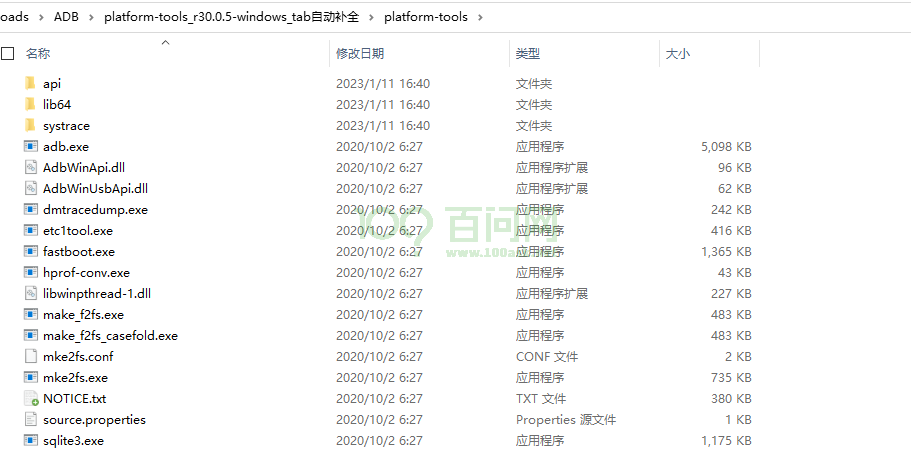 oads > ADB > platform-tools_r30.0.5-windows_tab自动补全 > platform-tools >
名称 修改日期 类型 大小
api 2023/1/11 16:40 文件夹
lib64 2023/1/11 16:40 文件夹
systrace 2023/1/11 16:40 文件夹
adb.exe 2020/10/2 6:27 应用程序 5,098 KB
AdbWinApi.dll 2020/10/2 6:27 应用程序扩展 96 KB
AdbWinUsbApi.dll 2020/10/2 6:27 应用程序扩展 62 KB
dmtracedump.exe 2020/10/2 6:27 应用程序 242 KB
etc1tool.exe 2020/10/2 6:27 应用程序 416 KB
百问网
fastboot.exe 2020/10/2 6:27 应用程序 1,365 KB
hprof-conv.exe 2020/10/2 6:27 应用程序 43 KB
libwinpthread-1.dll 2020/10/2 6:27 应用程序扩展 227 KB
make_f2fs.exe 2020/10/2 6:27 应用程序 483 KB
make_f2fs_casefold.exe 2020/10/2 6:27 应用程序 483 KB
mke2fs.conf 2020/10/2 6:27 CONF 文件 2 KB
mke2fs.exe 2020/10/2 6:27 应用程序 735 KB
NOTICE.txt 2020/10/2 6:27 TXT 文件 380 KB
source.properties 2020/10/2 6:27 Properties 源文件 1 KB
sqlite3.exe 2020/10/2 6:27 应用程序 1,175 KB